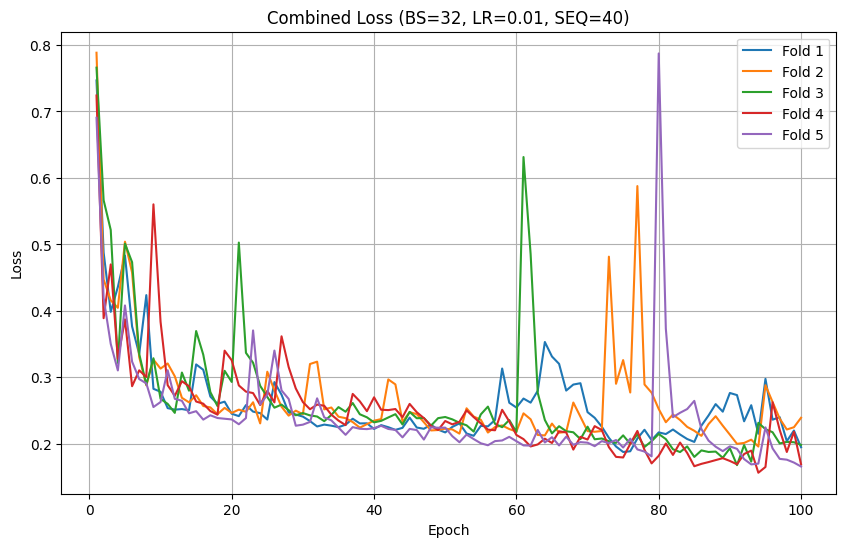 Combined Loss (BS=32, LR=0.01, SEQ=40)
Fold 1
Fold 2
Fold 3
Fold 4
Fold 5
0.8
0.7
0.6
0.5
0.4
0.3
0.2
Loss
0
20
40
60
80
100
Epoch